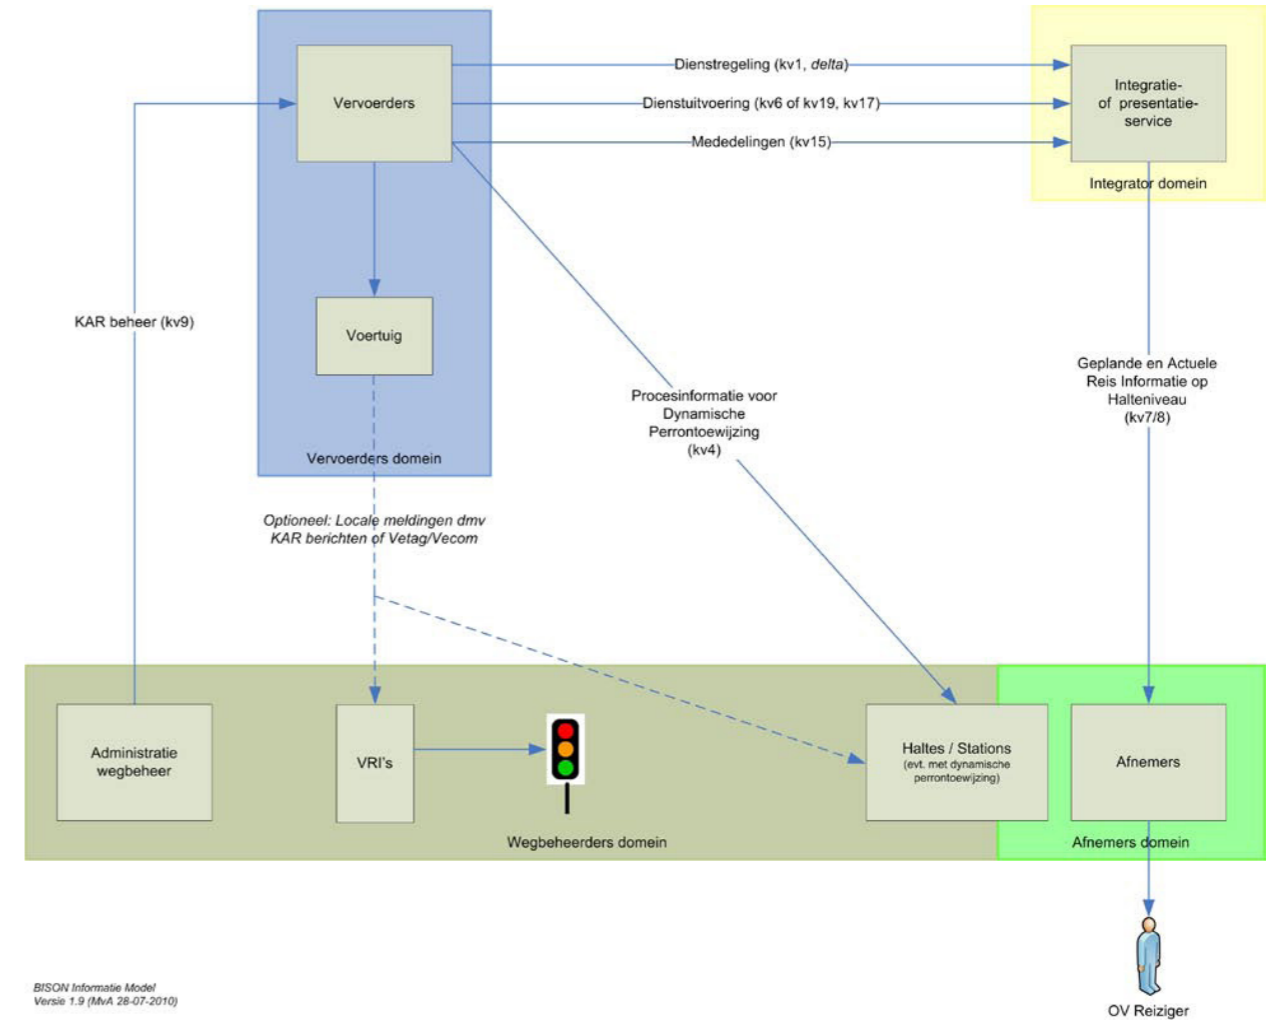 Vervoerders
Dienstregeling (kv1, delta)
Dienstuitvoering (kv6 of kv19, kv17)
Mededelingen (kv15)
Integratie-
of presentatie-
service
Integrator domein
KAR beheer (kv9)
Voertuig
Vervoerders domein
Procesinformatie voor
Dynamische
Perrontoewijzing
(kv4)
Geplande en Actuele
Reis Informatie op
Halteniveau
(kv7/8)
Optioneel: Locale meldingen dmv
KAR berichten of Vetag/Vecom
Administratie
wegbeheer
VRI's
Haltes / Stations
(evt. met dynamische
perrontoewijzing)
Afnemers
Wegbeheerders domein
Afnemers domein
OV Reiziger
BISON Informatie Model
Versie 1.9 (MvA 28-07-2010)